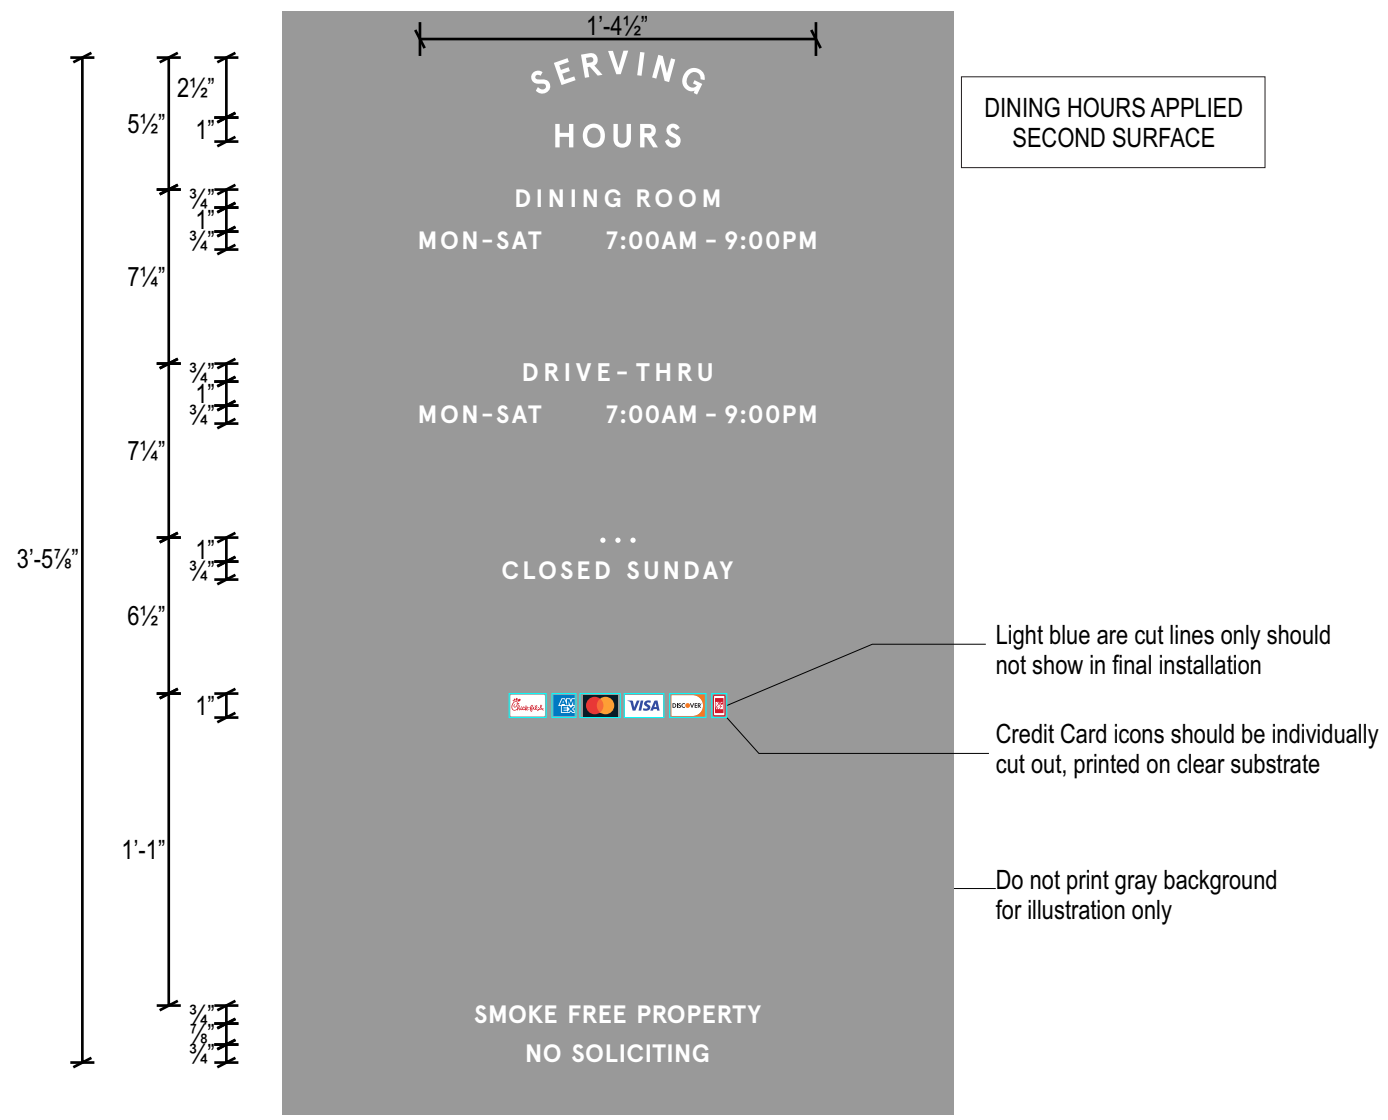 1’-4½”
SERVING
HOURS
2½”
5½”
1”
DINING HOURS APPLIED
SECOND SURFACE
DINING ROOM
MON-SAT 7:00AM - 9:00PM
¾”
1”
¾”
7¼”
DRIVE-THRU
MON-SAT 7:00AM - 9:00PM
¾”
1”
¾”
7¼”
...
CLOSED SUNDAY
1”
¾”
3’-5⅞”
6½”
Light blue are cut lines only should
not show in final installation
1”
Chick-fil-A
AM
EX
VISA
DISCOVER
Credit Card icons should be individually
cut out, printed on clear substrate
1’-1”
Do not print gray background
for illustration only
¾”
⅞”
¾”
SMOKE FREE PROPERTY
NO SOLICITING